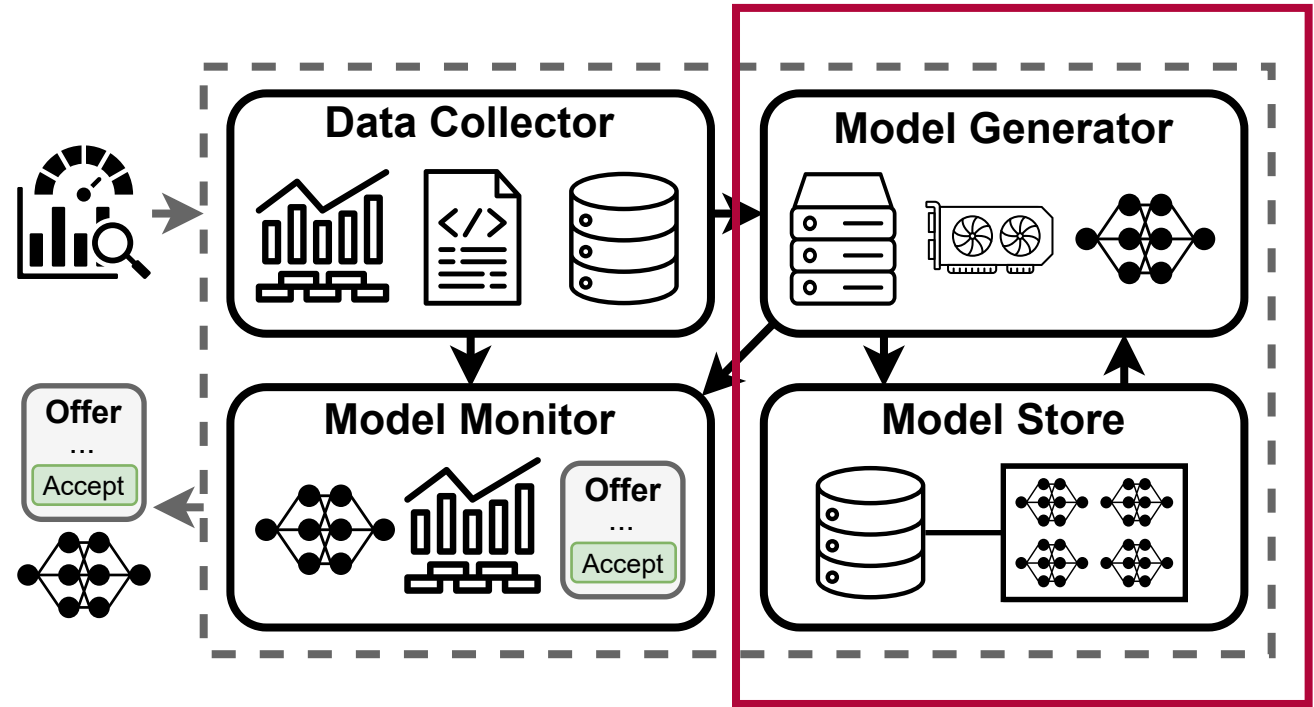 Data Collector
Model Generator
</>
Offer
...
Accept
Model Monitor
Offer
...
Accept
Model Store